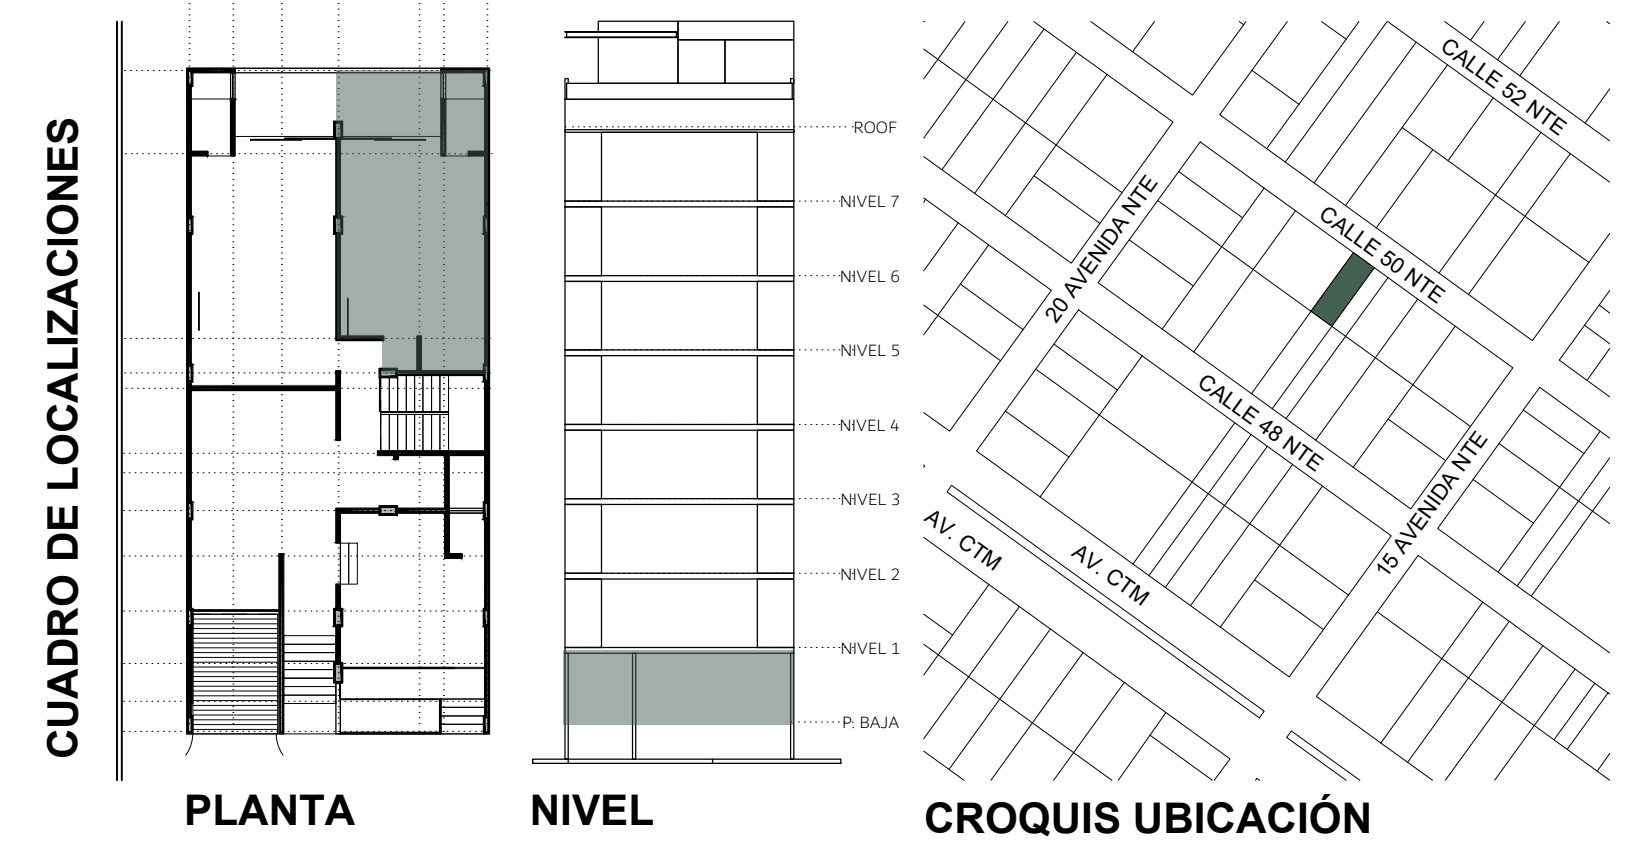 CUADRO DE LOCALIZACIONES
PLANTA
ROOF
NIVEL 7
NIVEL 6
NIVEL 5
NIVEL 4
NIVEL 3
NIVEL 2
NIVEL 1
P. BAJA
NIVEL
CALLE 52 NTE
CALLE 50 NTE
20 AVENIDA NTE
CALLE 48 NTE
15 AVENIDA NTE
AV. CTM
AV. CTM
CROQUIS UBICACIÓN